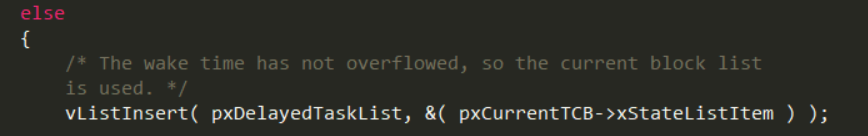 else
{
/* The wake time has not overflowed, so the current block list
is used. */
vListInsert( pxDelayedTaskList, &( pxCurrentTCB->xStateListItem ) );